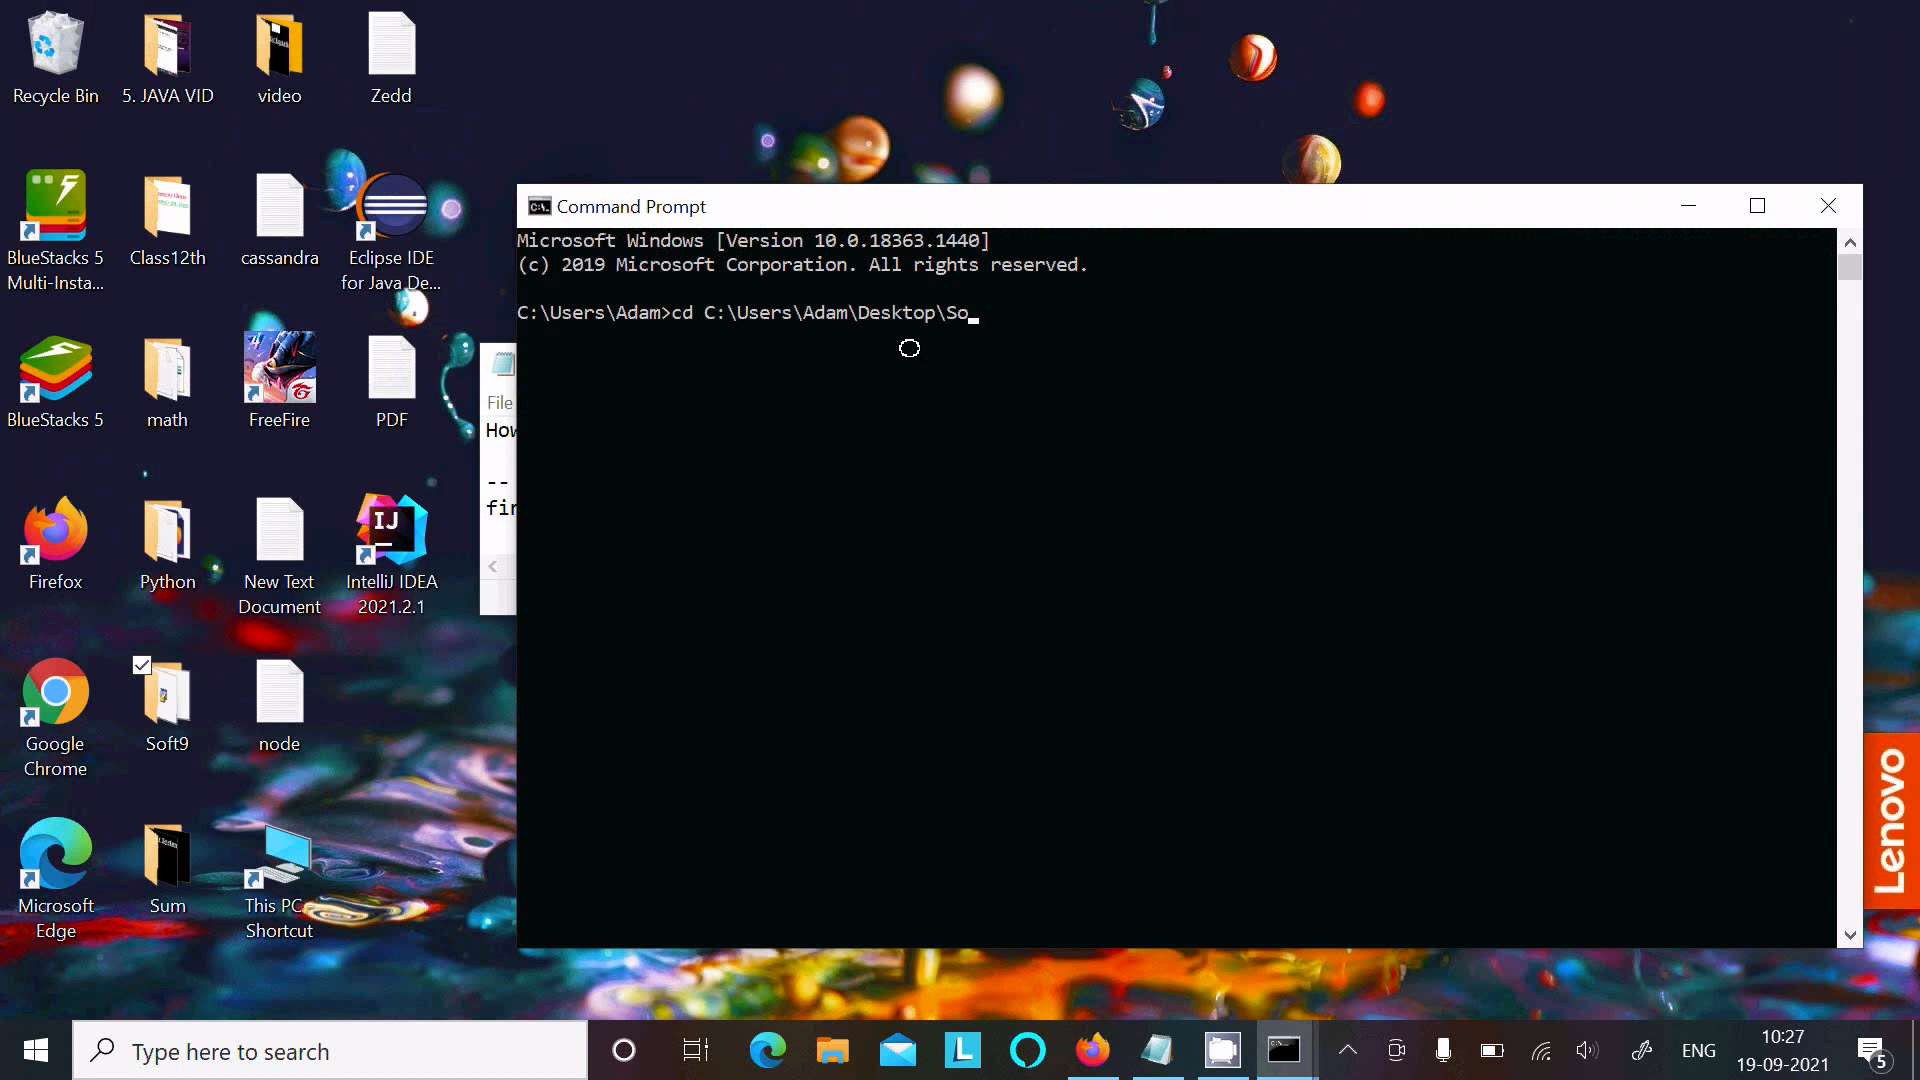 Recycle Bin
5. JAVA VID
video
Zedd
BlueStacks 5
Multi-Insta...
Class12th
cassandra
Eclipse IDE
for Java De...
BlueStacks 5
math
FreeFire
PDF
Firefox
Python
New Text
Document
IJ
IntelliJ IDEA
2021.2.1
Google
Chrome
Soft9
node
Microsoft
Edge
Sum
This PC -
Shortcut
File
How
--
fin
Command Prompt
Microsoft Windows [Version 10.0.18363.1440]
(c) 2019 Microsoft Corporation. All rights reserved.
C:\Users\Adam>cd C:\Users\Adam\Desktop\So
Lenovo
Type here to search
L
ENG
10:27
19-09-2021
5